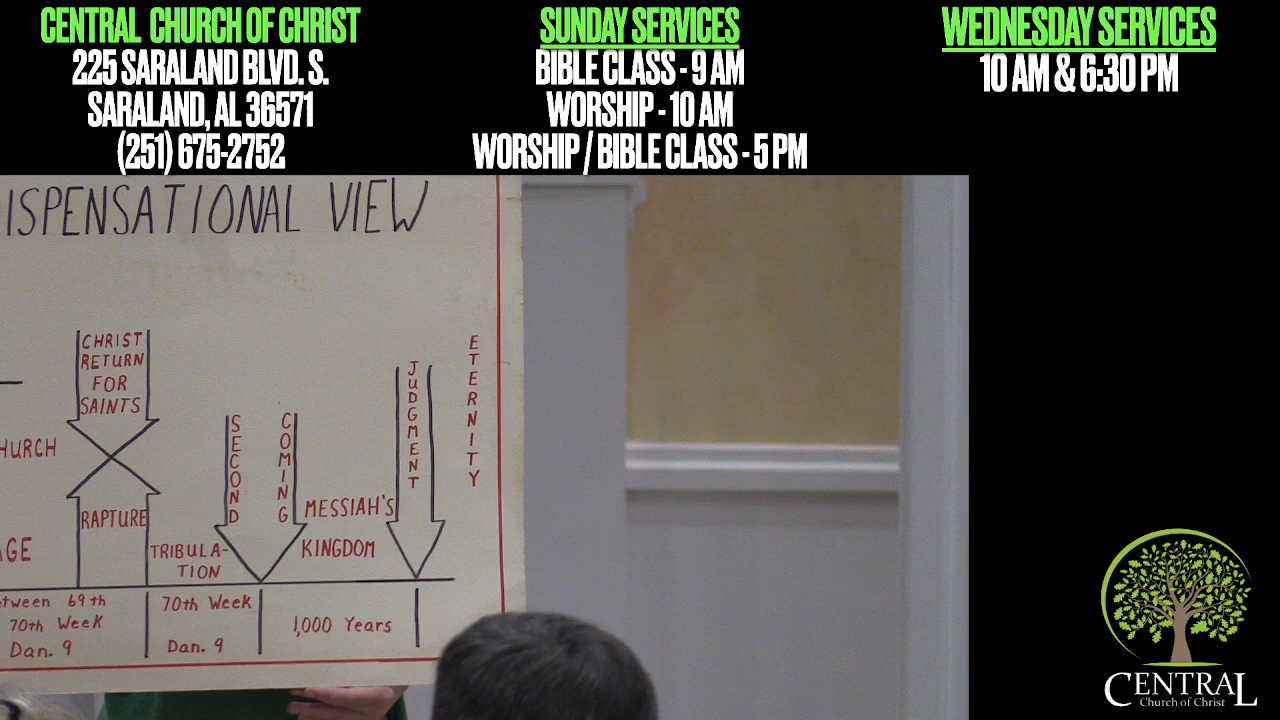 CENTRAL CHURCH OF CHRIST
225 SARALAND BLVD. S.
SARALAND, AL 36571
(251) 675-2752
SUNDAY SERVICES
BIBLE CLASS - 9 AM
WORSHIP - 10 AM
WORSHIP / BIBLE CLASS - 5 PM
WEDNESDAY SERVICES
10 AM & 6:30 PM
ISPENSATIONAL VIEW
HURCH
AGE
CHRIST
RETURN
FOR
SAINTS
RAPTURE
TRIBULA-
TION
SECOND
COMING
MESSIAH'S
KINGDOM
JUDGMENT
ETERNITY
etween 69th
70th Week
Dan. 9
70th Week
Dan. 9
1,000 Years
CENTRAL
Church of Christ